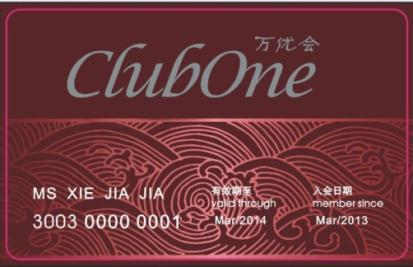 万优会
ClubOne
MS XIE JIA JIA
有效期至 入会日期
valid through member since
3003 0000 0001 Mar/2014 Mar/2013